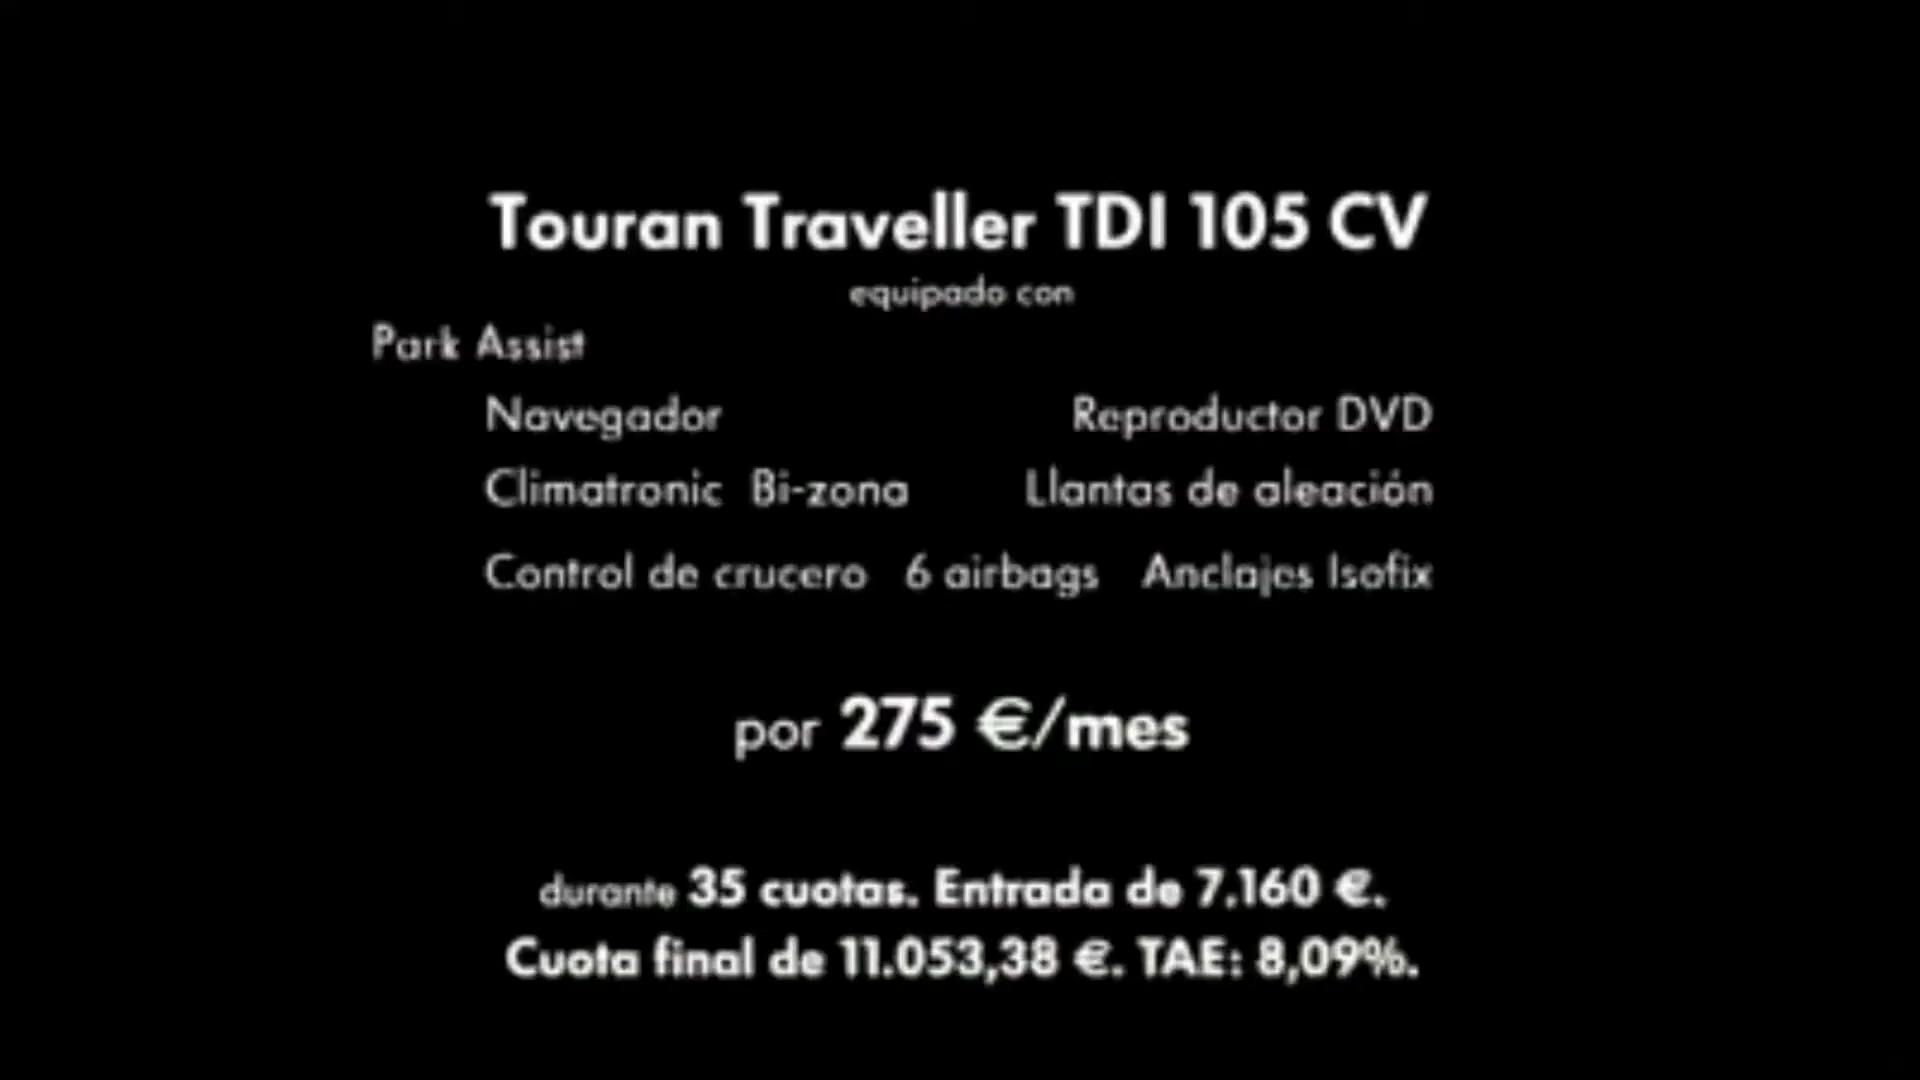 Touran Traveller TDI 105 CV
equipado con
Park Assist
Navegador Reproductor DVD
Climatronic Bi-zona Llantas de aleación
Control de crucero 6 airbags Anclajes Isofix
por 275 €/mes
durante 35 cuotas. Entrada de 7.160 €.
Cuota final de 11.053,38 €. TAE: 8,09%.